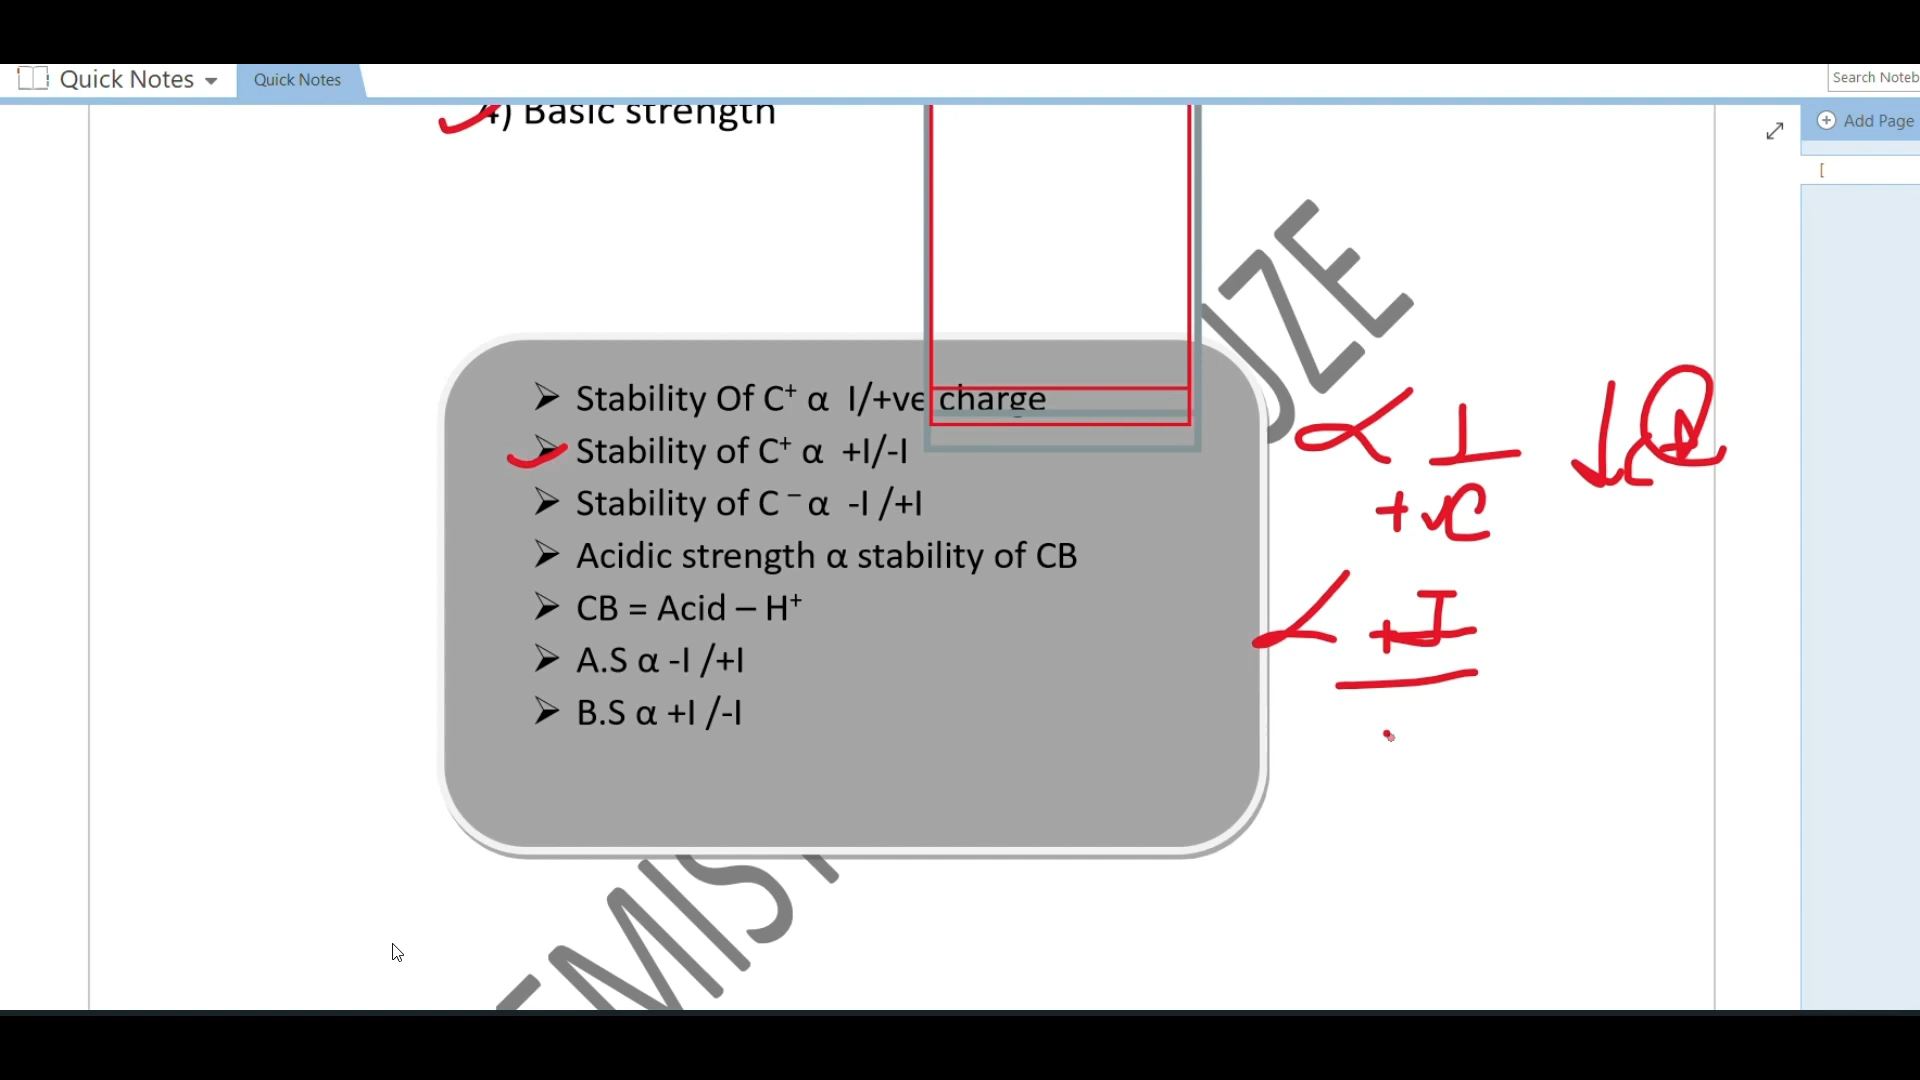 Quick Notes
Quick Notes
Search Noteb
Add Page
4) Basic strength
[
➤ Stability Of C⁺ α I/+ve charge
➤ Stability of C⁺ α +I/-I
➤ Stability of C ⁻ α -I /+I
➤ Acidic strength α stability of CB
➤ CB = Acid – H⁺
➤ A.S α -I /+I
➤ B.S α +I /-I
∝ 1
+ve
∝ +I